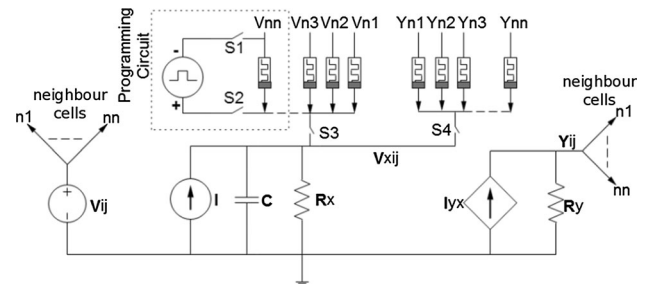 Programming Circuit
-
+
S1
S2
Vnn Vn3 Vn2 Vn1
Yn1 Yn2 Yn3 Ynn
S3
S4
neighbour cells
n1 nn
Vxij
neighbour cells
n1
nn
Yij
+
Vij
I
C
Rx
Iyx
Ry